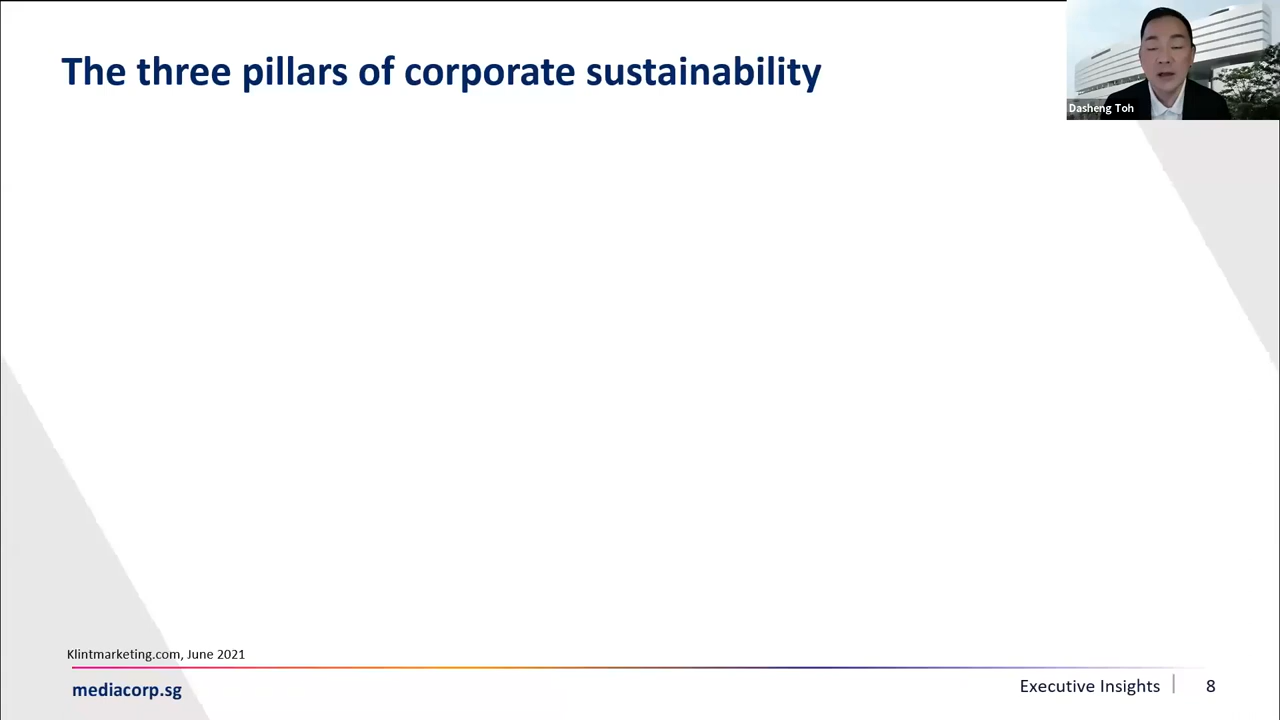 The three pillars of corporate sustainability
Dasheng Toh
Klintmarketing.com, June 2021
mediacorp.sg
Executive Insights | 8